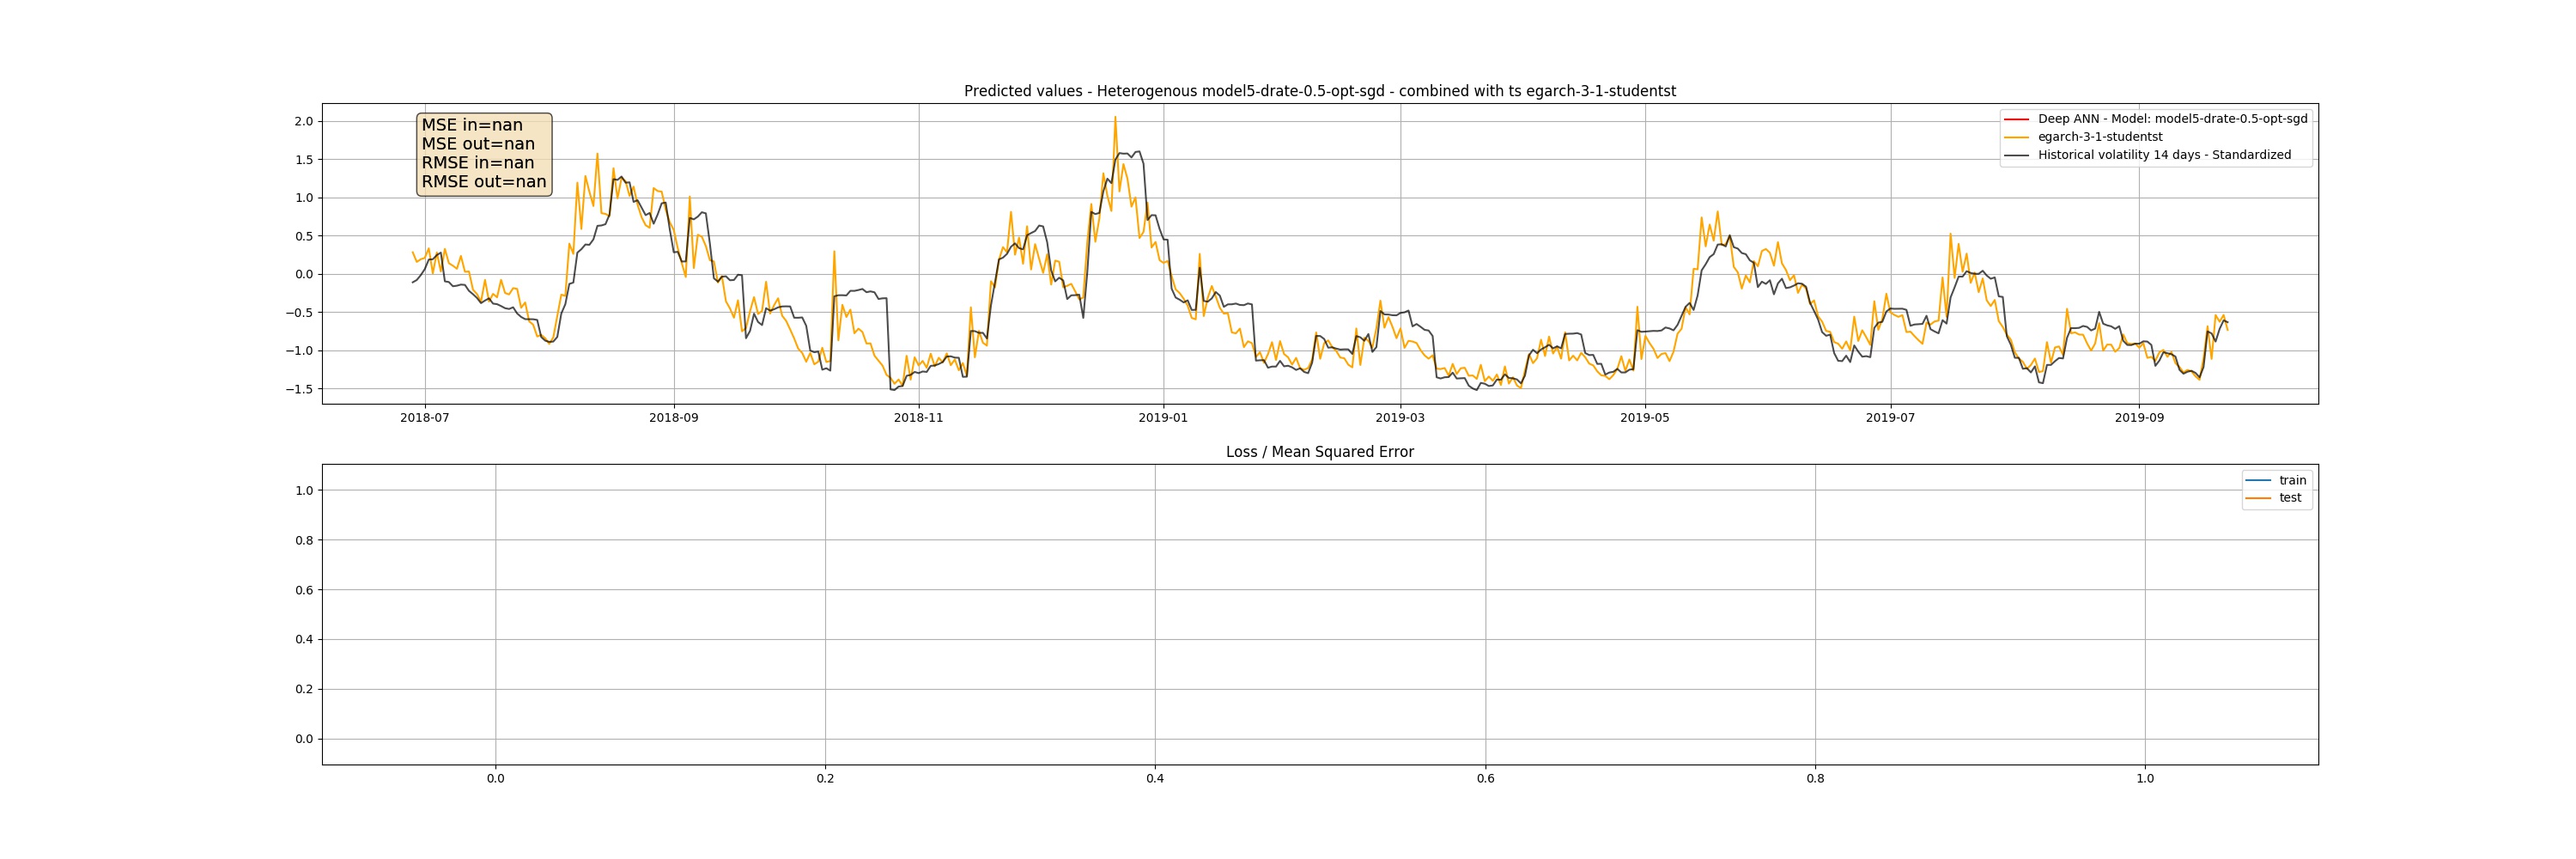 Predicted values - Heterogenous model5-drate-0.5-opt-sgd - combined with ts egarch-3-1-studentst
MSE in=nan
MSE out=nan
RMSE in=nan
RMSE out=nan
Deep ANN - Model: model5-drate-0.5-opt-sgd
egarch-3-1-studentst
Historical volatility 14 days - Standardized
2.0
1.5
1.0
0.5
0.0
−0.5
−1.0
−1.5
2018-07 2018-09 2018-11 2019-01 2019-03 2019-05 2019-07 2019-09
Loss / Mean Squared Error
train
test
1.0
0.8
0.6
0.4
0.2
0.0
0.0 0.2 0.4 0.6 0.8 1.0